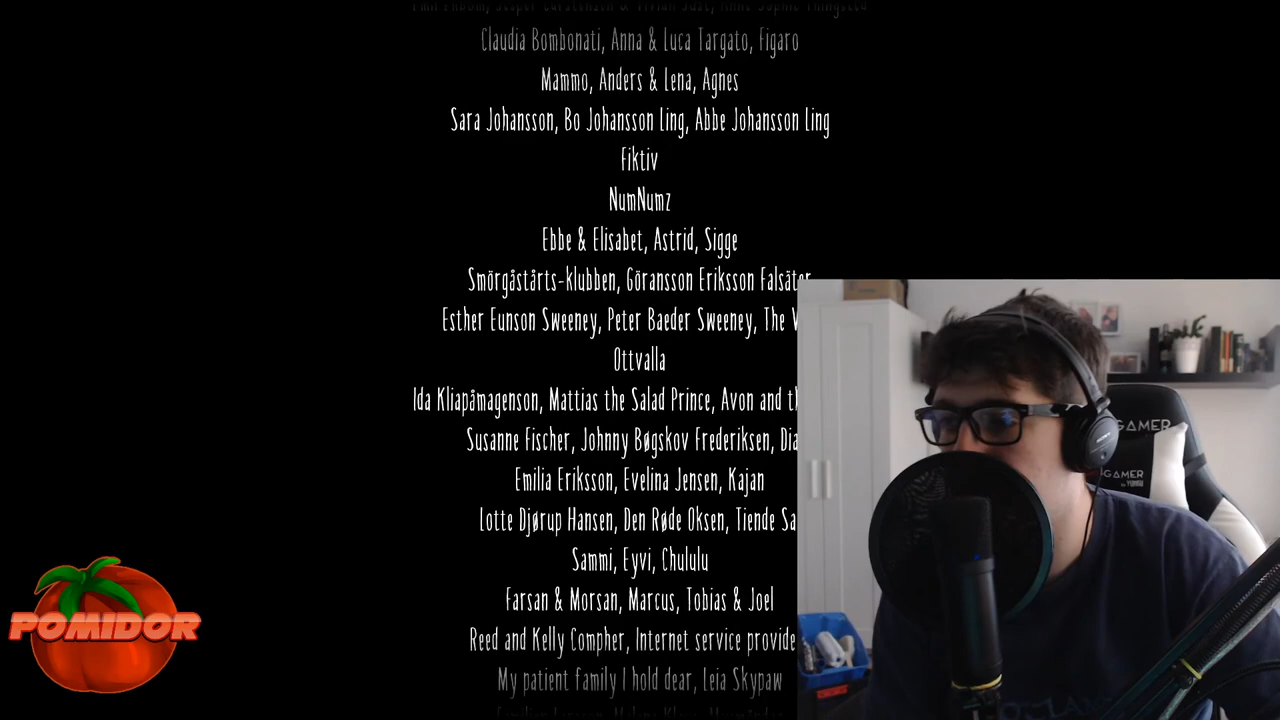 Claudia Bombonati, Anna & Luca Targato, Figaro
Mammo, Anders & Lena, Agnes
Sara Johansson, Bo Johansson Ling, Abbe Johansson Ling
Fiktiv
NumNumz
Ebbe & Elisabet, Astrid, Sigge
Smörgåstårts-klubben, Göransson Eriksson Falsäter
Esther Eunson Sweeney, Peter Baeder Sweeney, The
Ottvalla
Ida Kliapåmagenson, Mattias the Salad Prince, Avon and
Susanne Fischer, Johnny Bøgskov Frederiksen,
Emilia Eriksson, Evelina Jensen, Kajan
Lotte Djørup Hansen, Den Røde Oksen, Tiende
Sammi, Eyvi, Chululu
Farsan & Morsan, Marcus, Tobias & Joel
Reed and Kelly Compher, Internet service
My patient family I hold dear, Leia Skypaw
POMIDOR
GAMER
GAMER